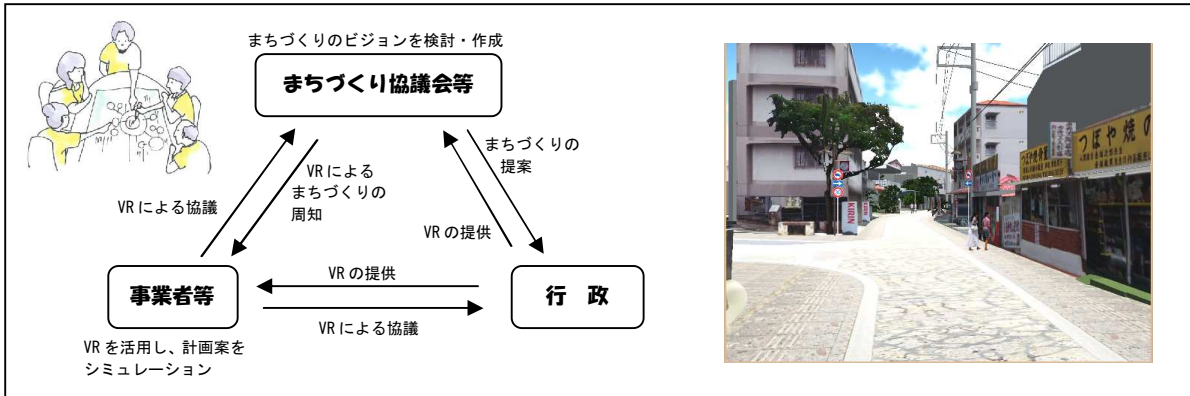 まちづくりのビジョンを検討・作成
まちづくり協議会等
まちづくりの
提案
VRによる
まちづくりの
周知
VRによる協議
VRの提供
VRの提供
事業者等
行 政
VRによる協議
VRを活用し、計画案を
シミュレーション
つぼや焼の
KIRIN